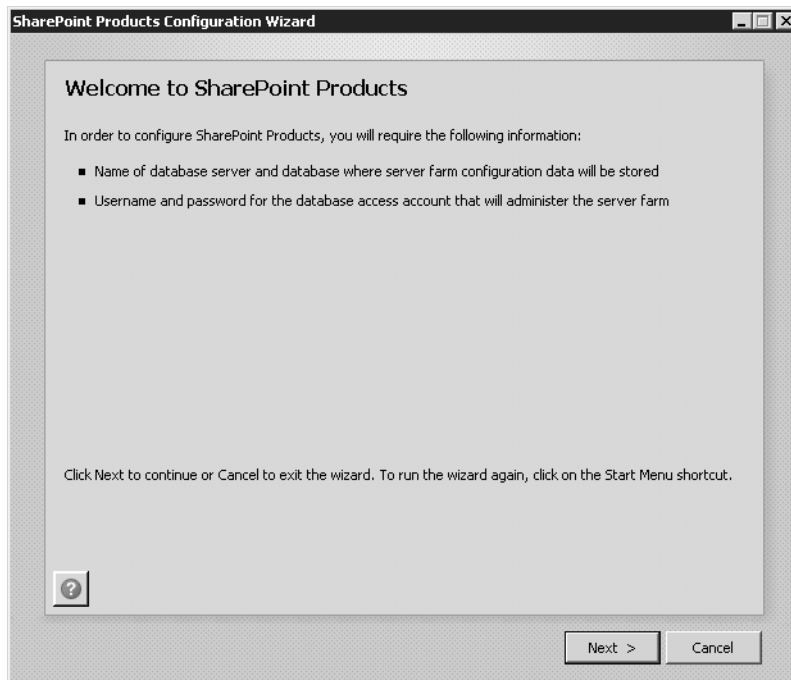 SharePoint Products Configuration Wizard
Welcome to SharePoint Products
In order to configure SharePoint Products, you will require the following information:
■ Name of database server and database where server farm configuration data will be stored
■ Username and password for the database access account that will administer the server farm
Click Next to continue or Cancel to exit the wizard. To run the wizard again, click on the Start Menu shortcut.
?
Next >
Cancel